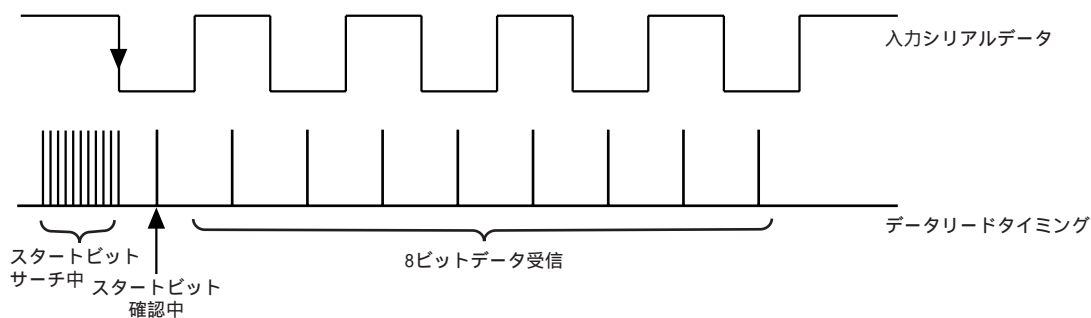 入力シリアルデータ
データリードタイミング
スタートビット
サーチ中
スタートビット
確認中
8ビットデータ受信